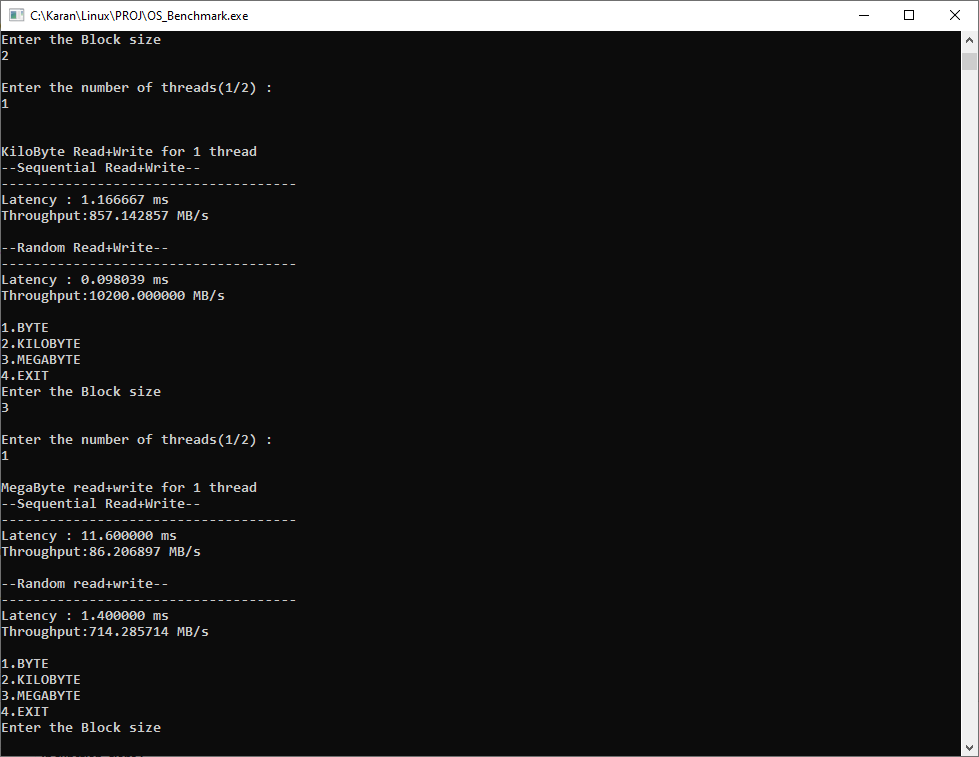 C:\Karan\Linux\PROJ\OS_Benchmark.exe
Enter the Block size
2
Enter the number of threads(1/2) :
1
KiloByte Read+Write for 1 thread
--Sequential Read+Write--
-------------------------------------
Latency : 1.166667 ms
Throughput:857.142857 MB/s
--Random Read+Write--
-------------------------------------
Latency : 0.098039 ms
Throughput:10200.000000 MB/s
1.BYTE
2.KILOBYTE
3.MEGABYTE
4.EXIT
Enter the Block size
3
Enter the number of threads(1/2) :
1
MegaByte read+write for 1 thread
--Sequential Read+Write--
-------------------------------------
Latency : 11.600000 ms
Throughput:86.206897 MB/s
--Random read+write--
-------------------------------------
Latency : 1.400000 ms
Throughput:714.285714 MB/s
1.BYTE
2.KILOBYTE
3.MEGABYTE
4.EXIT
Enter the Block size